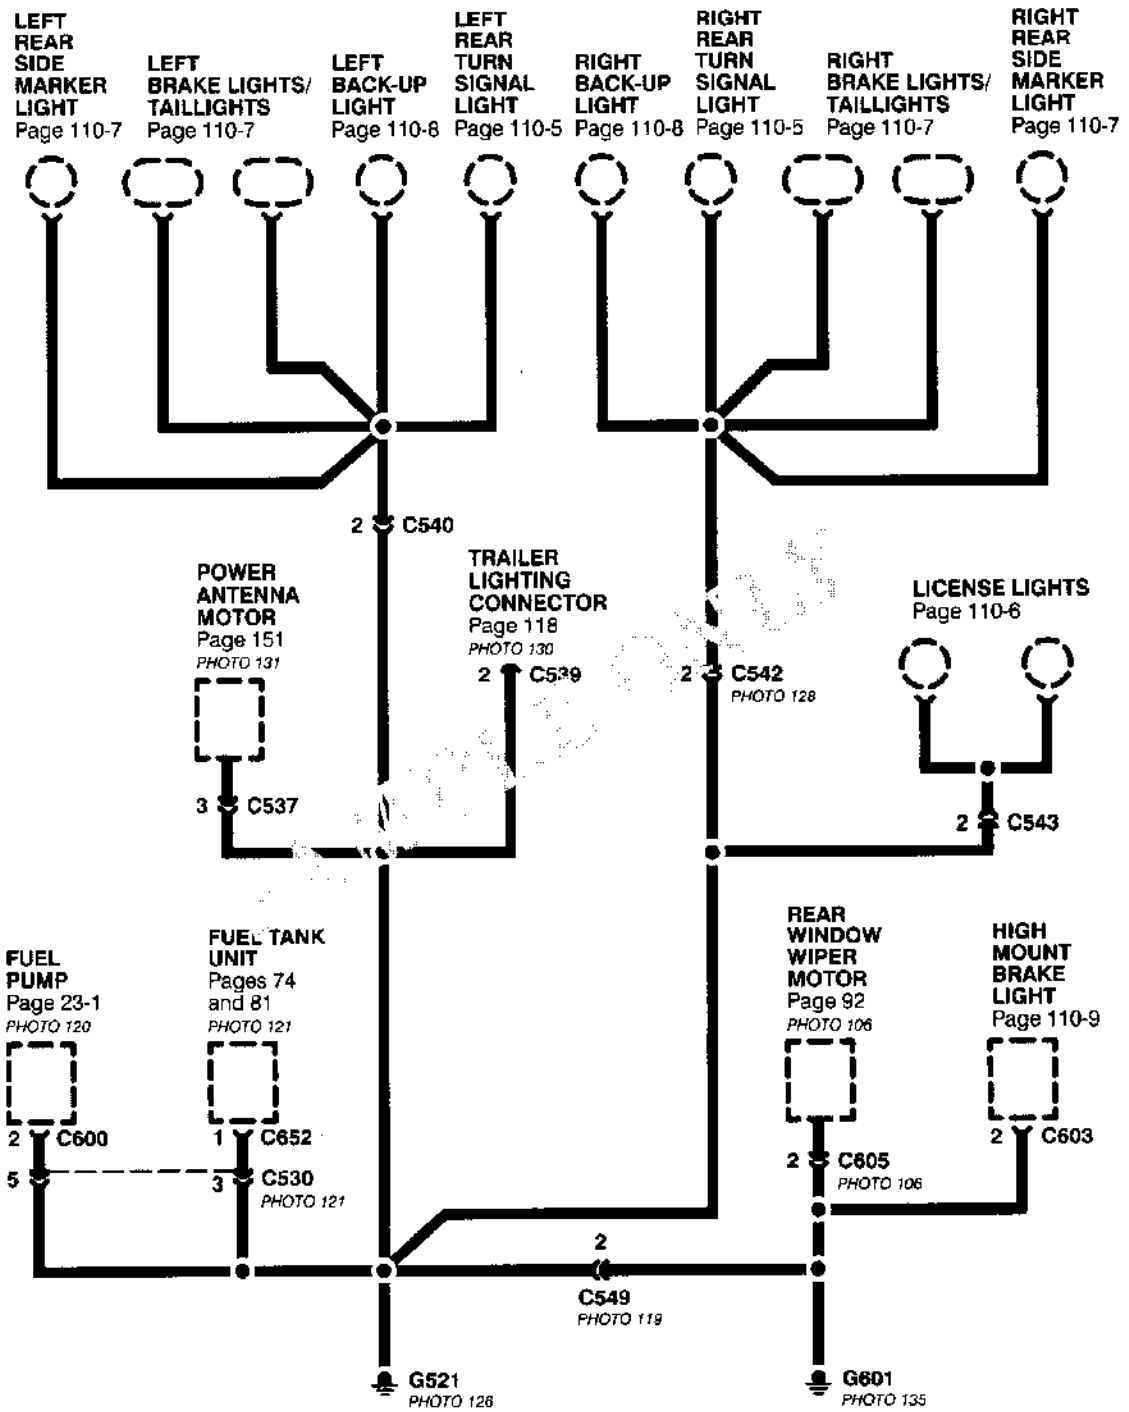 LEFT
REAR
SIDE
MARKER
LIGHT
Page 110-7
LEFT
BRAKE LIGHTS/
TAILLIGHTS
Page 110-7
LEFT
BACK-UP
LIGHT
Page 110-8
LEFT
REAR
TURN
SIGNAL
LIGHT
Page 110-5
RIGHT
BACK-UP
LIGHT
Page 110-8
RIGHT
REAR
TURN
SIGNAL
LIGHT
Page 110-5
RIGHT
BRAKE LIGHTS/
TAILLIGHTS
Page 110-7
RIGHT
REAR
SIDE
MARKER
LIGHT
Page 110-7
2 C540
POWER
ANTENNA
MOTOR
Page 151
PHOTO 131
3 C537
TRAILER
LIGHTING
CONNECTOR
Page 118
PHOTO 130
2 C539
2 C542
PHOTO 128
LICENSE LIGHTS
Page 110-6
2 C543
FUEL
PUMP
Page 23-1
PHOTO 120
2 C600
5
FUEL TANK
UNIT
Pages 74
and 81
PHOTO 121
1 C652
3 C530
PHOTO 121
REAR
WINDOW
WIPER
MOTOR
Page 92
PHOTO 106
2 C605
PHOTO 106
HIGH
MOUNT
BRAKE
LIGHT
Page 110-9
2 C603
2
C549
PHOTO 119
G521
PHOTO 126
G601
PHOTO 135